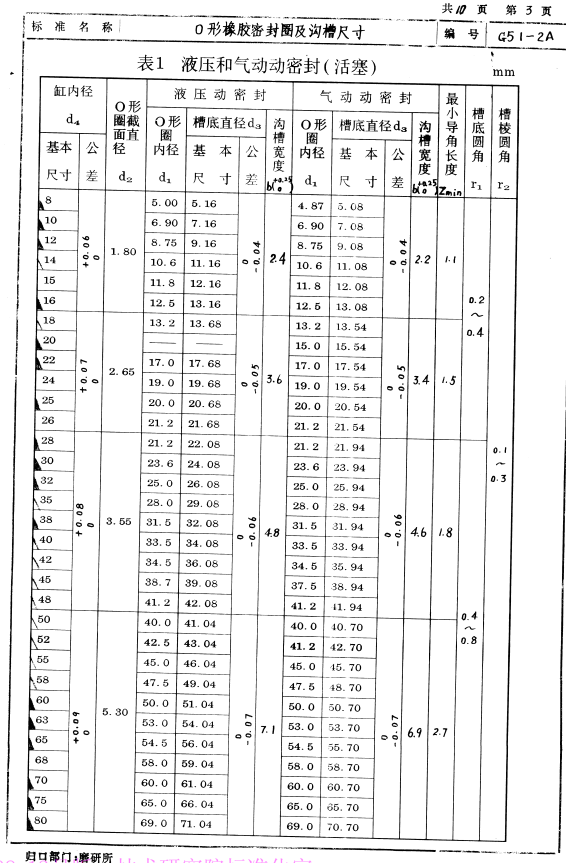 共10页 第3页
标准名称 O形橡胶密封圈及沟槽尺寸 编号 G51-2A
表1 液压和气动动密封(活塞)
mm
缸内径 d₄ O形圈截面直径 d₂ 液压动密封 气动动密封 最小导角长度 Zmin 槽底圆角 r₁ 槽棱圆角 r₂
基本尺寸 公差 O形圈内径 d₁ 槽底直径d₃ 基本尺寸 公差 沟槽宽度 b(+0.25 0) O形圈内径 d₁ 槽底直径d₃ 基本尺寸 公差 沟槽宽度 b(+0.25 0)
8 5.00 5.16 4.87 5.08
10 6.90 7.16 6.90 7.08
12 +0.06 0 1.80 8.75 9.16 0 -0.04 2.4 8.75 9.08 0 -0.04 2.2 1.1
14 10.6 11.16 10.6 11.08
15 11.8 12.16 11.8 12.08
16 12.5 13.16 12.5 13.08 0.2~0.4
18 13.2 13.68 13.2 13.54
20 —— —— 15.0 15.54
22 +0.07 0 2.65 17.0 17.68 0 -0.05 3.6 17.0 17.54 0 -0.05 3.4 1.5
24 19.0 19.68 19.0 19.54
25 20.0 20.68 20.0 20.54
26 21.2 21.68 21.2 21.54
28 21.2 22.08 21.2 21.94 0.1~0.3
30 23.6 24.08 23.6 23.94
32 25.0 26.08 25.0 25.94
35 28.0 29.08 28.0 28.94
38 +0.08 0 3.55 31.5 32.08 0 -0.06 4.8 31.5 31.94 0 -0.06 4.6 1.8
40 33.5 34.08 33.5 33.94
42 34.5 36.08 34.5 35.94
45 38.7 39.08 37.5 38.94
48 41.2 42.08 41.2 41.94
50 40.0 41.04 40.0 40.70 0.4~0.8
52 42.5 43.04 41.2 42.70
55 45.0 46.04 45.0 45.70
58 47.5 49.04 47.5 48.70
60 +0.09 0 5.30 50.0 51.04 0 -0.07 7.1 50.0 50.70 0 -0.07 6.9 2.7
63 53.0 54.04 53.0 53.70
65 54.5 56.04 54.5 55.70
68 58.0 59.04 58.0 58.70
70 60.0 61.04 60.0 60.70
75 65.0 66.04 65.0 65.70
80 69.0 71.04 69.0 70.70
归口部门:磨研所